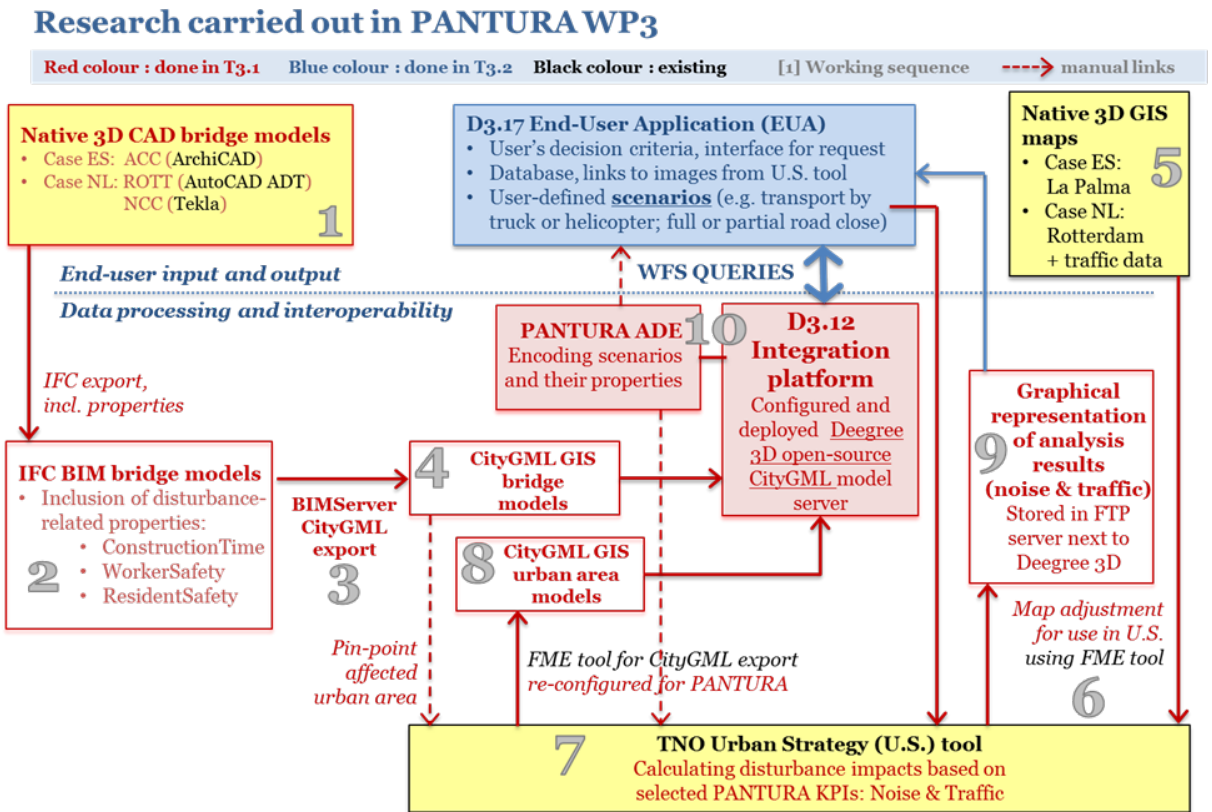 Research carried out in PANTURA WP3
Red colour : done in T3.1 Blue colour : done in T3.2 Black colour : existing [1] Working sequence manual links
Native 3D CAD bridge models
• Case ES: ACC (ArchiCAD)
• Case NL: ROTT (AutoCAD ADT)
NCC (Tekla)
1
D3.17 End-User Application (EUA)
• User's decision criteria, interface for request
• Database, links to images from U.S. tool
• User-defined scenarios (e.g. transport by
truck or helicopter; full or partial road close)
Native 3D GIS
maps
• Case ES:
La Palma
• Case NL:
Rotterdam
+ traffic data
5
End-user input and output
WFS QUERIES
Data processing and interoperability
IFC export,
incl. properties
PANTURA ADE
Encoding scenarios
and their properties
10
D3.12
Integration
platform
Configured and
deployed Deegree
3D open-source
CityGML model
server
Graphical
representation
of analysis
results
(noise & traffic)
Stored in FTP
server next to
Deegree 3D
9
IFC BIM bridge models
• Inclusion of disturbance-
related properties:
• ConstructionTime
• WorkerSafety
• ResidentSafety
2
BIMServer
CityGML
export
3
4
CityGML GIS
bridge
models
8
CityGML GIS
urban area
models
Pin-point
affected
urban area
FME tool for CityGML export
re-configured for PANTURA
Map adjustment
for use in U.S.
using FME tool
6
7
TNO Urban Strategy (U.S.) tool
Calculating disturbance impacts based on
selected PANTURA KPIs: Noise & Traffic